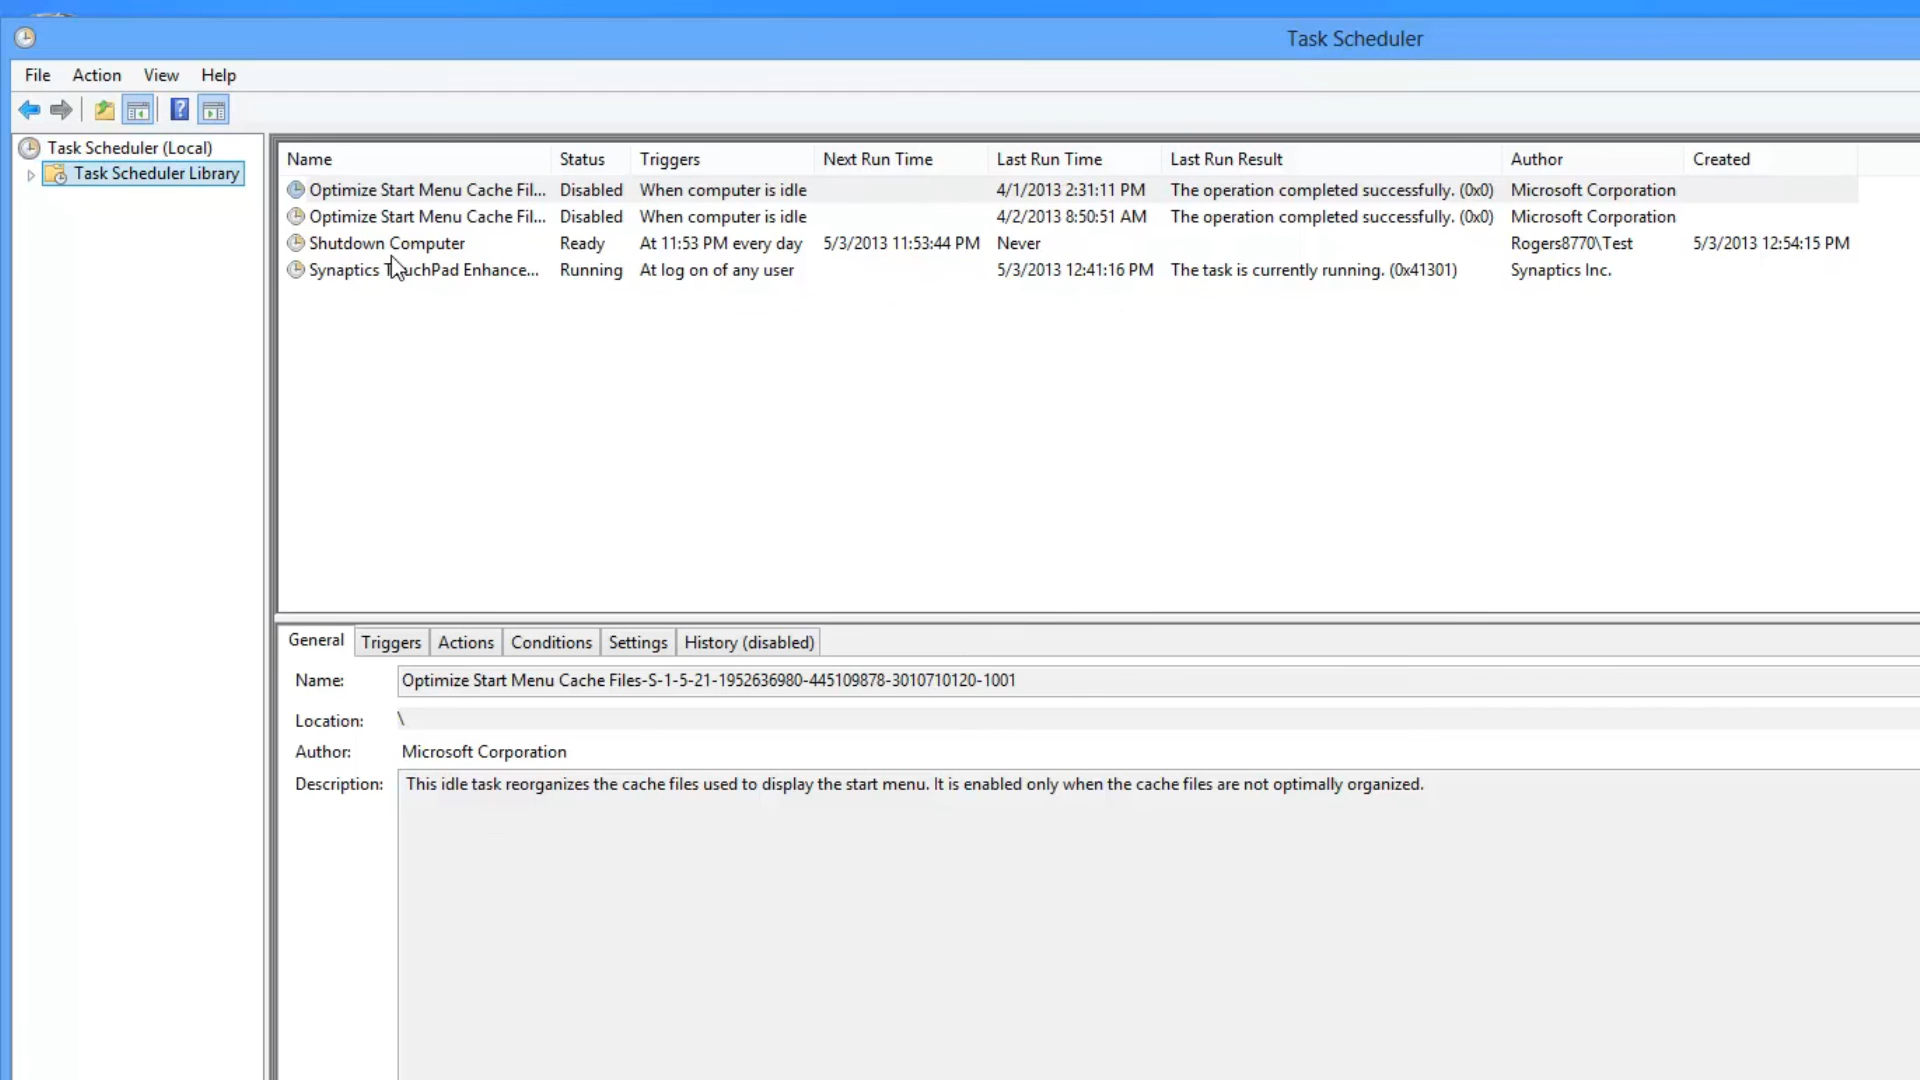 Task Scheduler
File Action View Help
Task Scheduler (Local)
Task Scheduler Library
Name Status Triggers Next Run Time Last Run Time Last Run Result Author Created
Optimize Start Menu Cache Fil... Disabled When computer is idle 4/1/2013 2:31:11 PM The operation completed successfully. (0x0) Microsoft Corporation
Optimize Start Menu Cache Fil... Disabled When computer is idle 4/2/2013 8:50:51 AM The operation completed successfully. (0x0) Microsoft Corporation
Shutdown Computer Ready At 11:53 PM every day 5/3/2013 11:53:44 PM Never Rogers8770\Test 5/3/2013 12:54:15 PM
Synaptics TouchPad Enhance... Running At log on of any user 5/3/2013 12:41:16 PM The task is currently running. (0x41301) Synaptics Inc.
General Triggers Actions Conditions Settings History (disabled)
Name: Optimize Start Menu Cache Files-S-1-5-21-1952636980-445109878-3010710120-1001
Location: \
Author: Microsoft Corporation
Description: This idle task reorganizes the cache files used to display the start menu. It is enabled only when the cache files are not optimally organized.